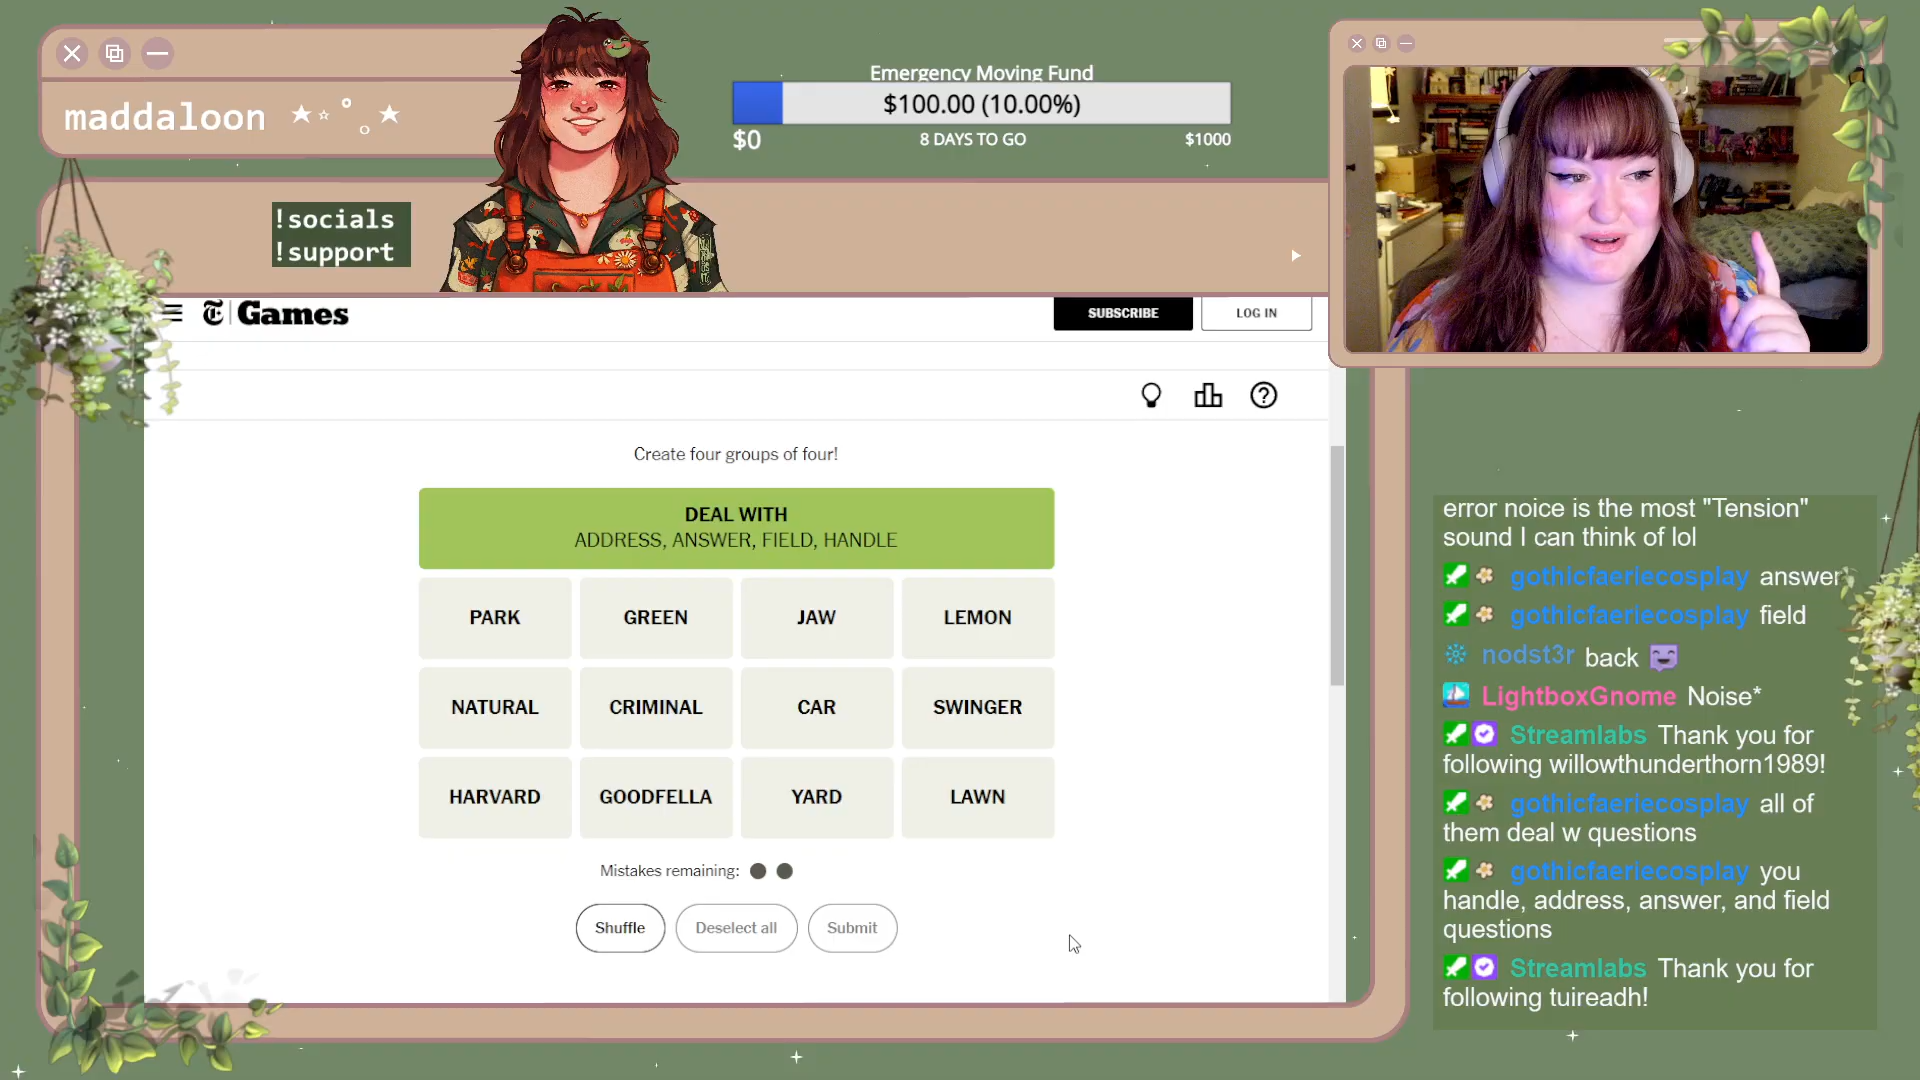 maddaloon
Emergency Moving Fund
$100.00 (10.00%)
$0
8 DAYS TO GO
$1000
!socials
!support
Games
SUBSCRIBE
LOG IN
Create four groups of four!
DEAL WITH
ADDRESS, ANSWER, FIELD, HANDLE
PARK
GREEN
JAW
LEMON
NATURAL
CRIMINAL
CAR
SWINGER
HARVARD
GOODFELLA
YARD
LAWN
Mistakes remaining:
Shuffle
Deselect all
Submit
error noice is the most "Tension"
sound I can think of lol
gothicfaeriecosplay answer
gothicfaeriecosplay field
nodst3r back
LightboxGnome Noise*
Streamlabs Thank you for
following willowthunderthorn1989!
gothicfaeriecosplay all of
them deal w questions
gothicfaeriecosplay you
handle, address, answer, and field
questions
Streamlabs Thank you for
following tuireadh!